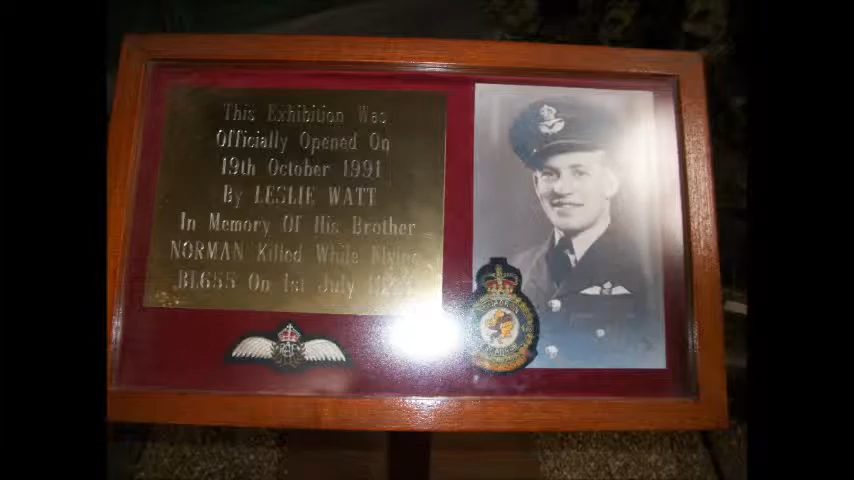 This Exhibition Was
Officially Opened On
19th October 1991
By LESLIE WATT
In Memory Of His Brother
NORMAN Killed While Flying
BL655 On 1st July